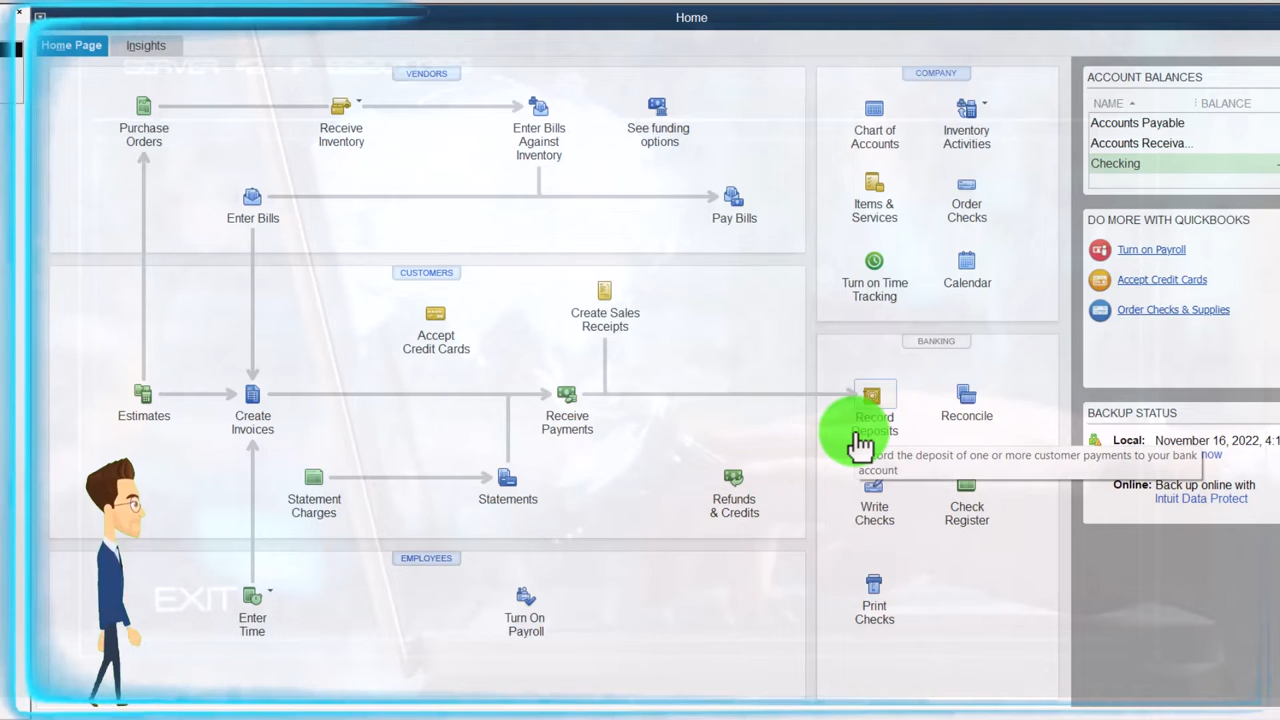 Home
Home Page
Insights
VENDORS
Purchase
Orders
Receive
Inventory
Enter Bills
Against
Inventory
See funding
options
Enter Bills
Pay Bills
CUSTOMERS
Accept
Credit Cards
Create Sales
Receipts
Estimates
Create
Invoices
Receive
Payments
Statement
Charges
Statements
Refunds
& Credits
EMPLOYEES
EXIT
Enter
Time
Turn On
Payroll
COMPANY
Chart of
Accounts
Inventory
Activities
Items &
Services
Order
Checks
Turn on Time
Tracking
Calendar
BANKING
Record
Deposits
Reconcile
ord the deposit of one or more customer payments to your bank
account
Write
Checks
Check
Register
Print
Checks
ACCOUNT BALANCES
NAME
BALANCE
Accounts Payable
Accounts Receiva...
Checking
DO MORE WITH QUICKBOOKS
Turn on Payroll
Accept Credit Cards
Order Checks & Supplies
BACKUP STATUS
Local: November 16, 2022, 4:1
now
Online: Back up online with
Intuit Data Protect